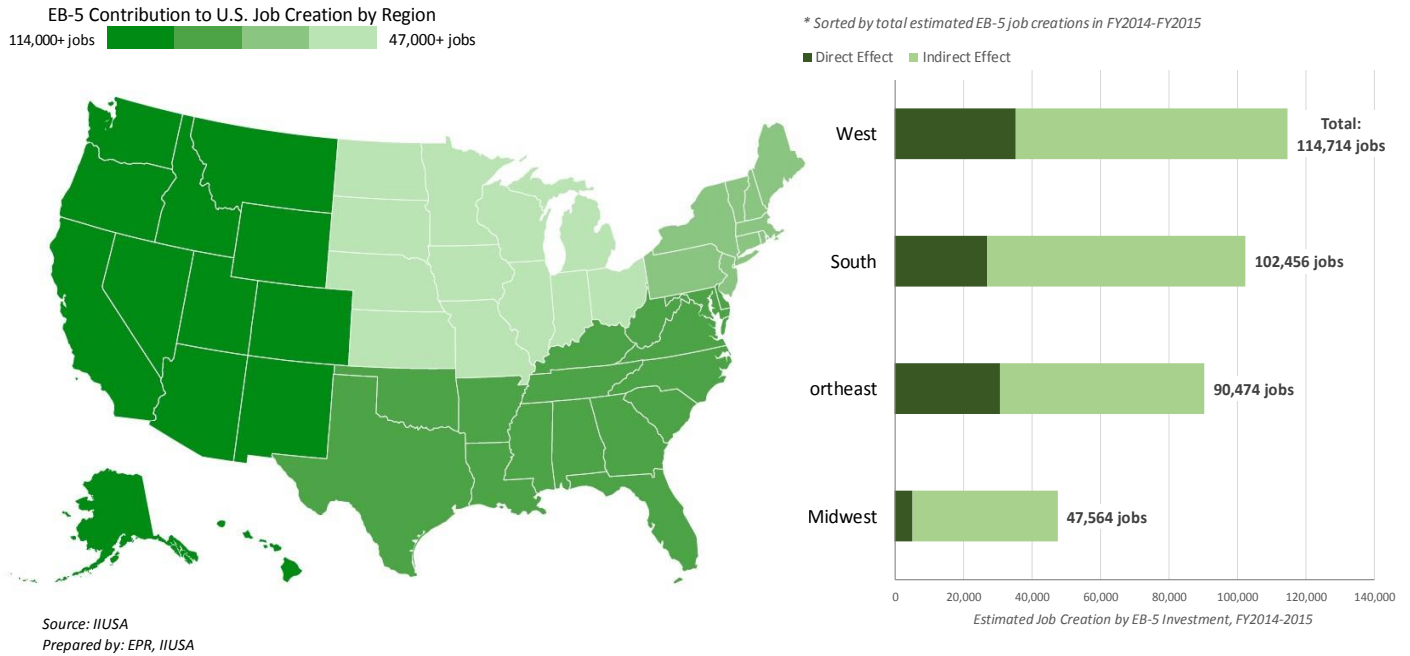 EB-5 Contribution to U.S. Job Creation by Region
114,000+ jobs
47,000+ jobs
* Sorted by total estimated EB-5 job creations in FY2014-FY2015
Direct Effect
Indirect Effect
West
Total:
114,714 jobs
South
102,456 jobs
ortheast
90,474 jobs
Midwest
47,564 jobs
0
20,000
40,000
60,000
80,000
100,000
120,000
140,000
Estimated Job Creation by EB-5 Investment, FY2014-2015
Source: IIUSA
Prepared by: EPR, IIUSA